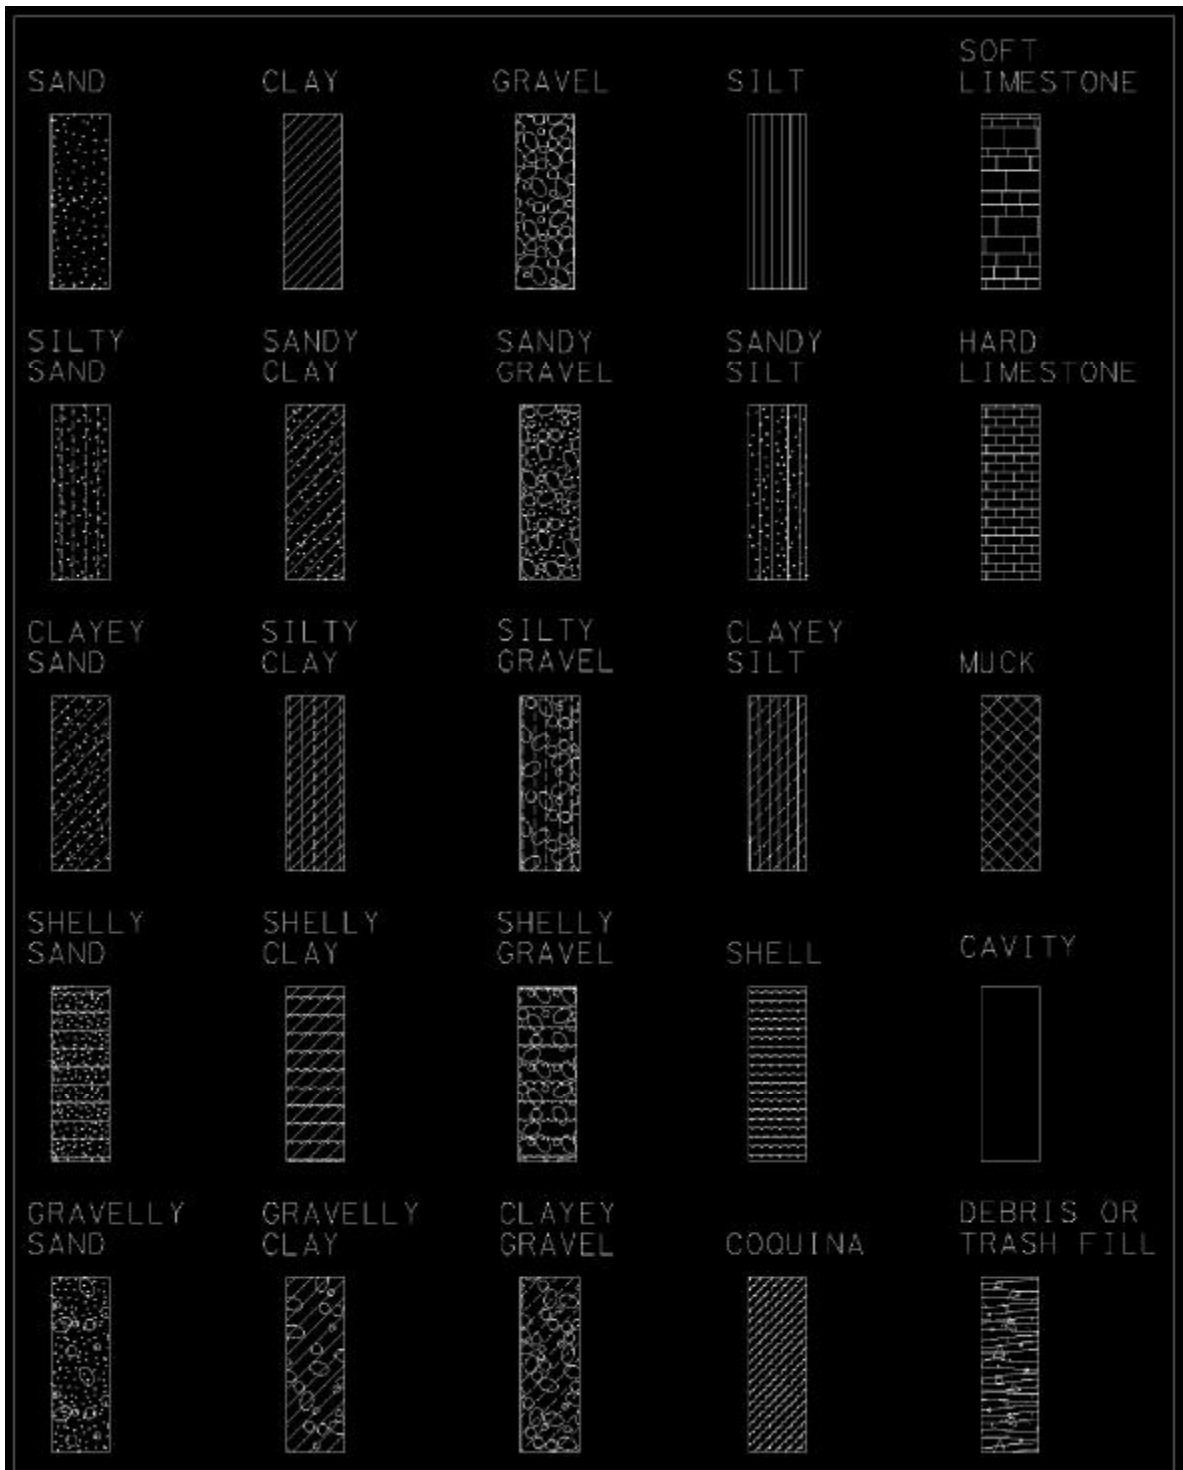 SAND
CLAY
GRAVEL
SILT
SOFT
LIMESTONE
SILTY
SAND
SANDY
CLAY
SANDY
GRAVEL
SANDY
SILT
HARD
LIMESTONE
CLAYEY
SAND
SILTY
CLAY
SILTY
GRAVEL
CLAYEY
SILT
MUCK
SHELLY
SAND
SHELLY
CLAY
SHELLY
GRAVEL
SHELL
CAVITY
GRAVELLY
SAND
GRAVELLY
CLAY
CLAYEY
GRAVEL
COQUINA
DEBRIS OR
TRASH FILL